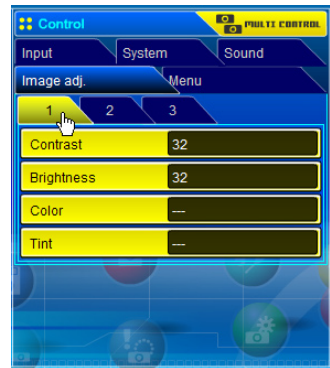 Control
MULTI CONTROL
Input System Sound
Image adj. Menu
1 2 3
Contrast 32
Brightness 32
Color ---
Tint ---